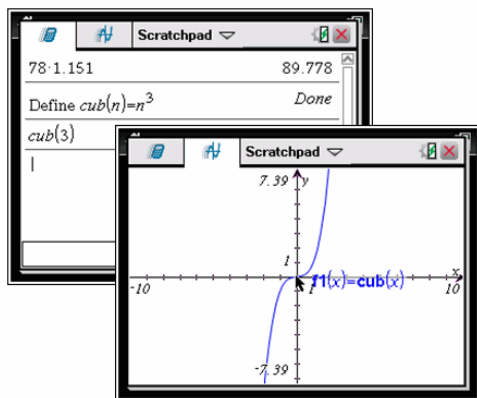 Scratchpad
78·1.151 89.778
Define cub(n)=n³ Done
cub(3)
Scratchpad
7.39 y
1
x
-10 1 10
f1(x)=cub(x)
-7.39